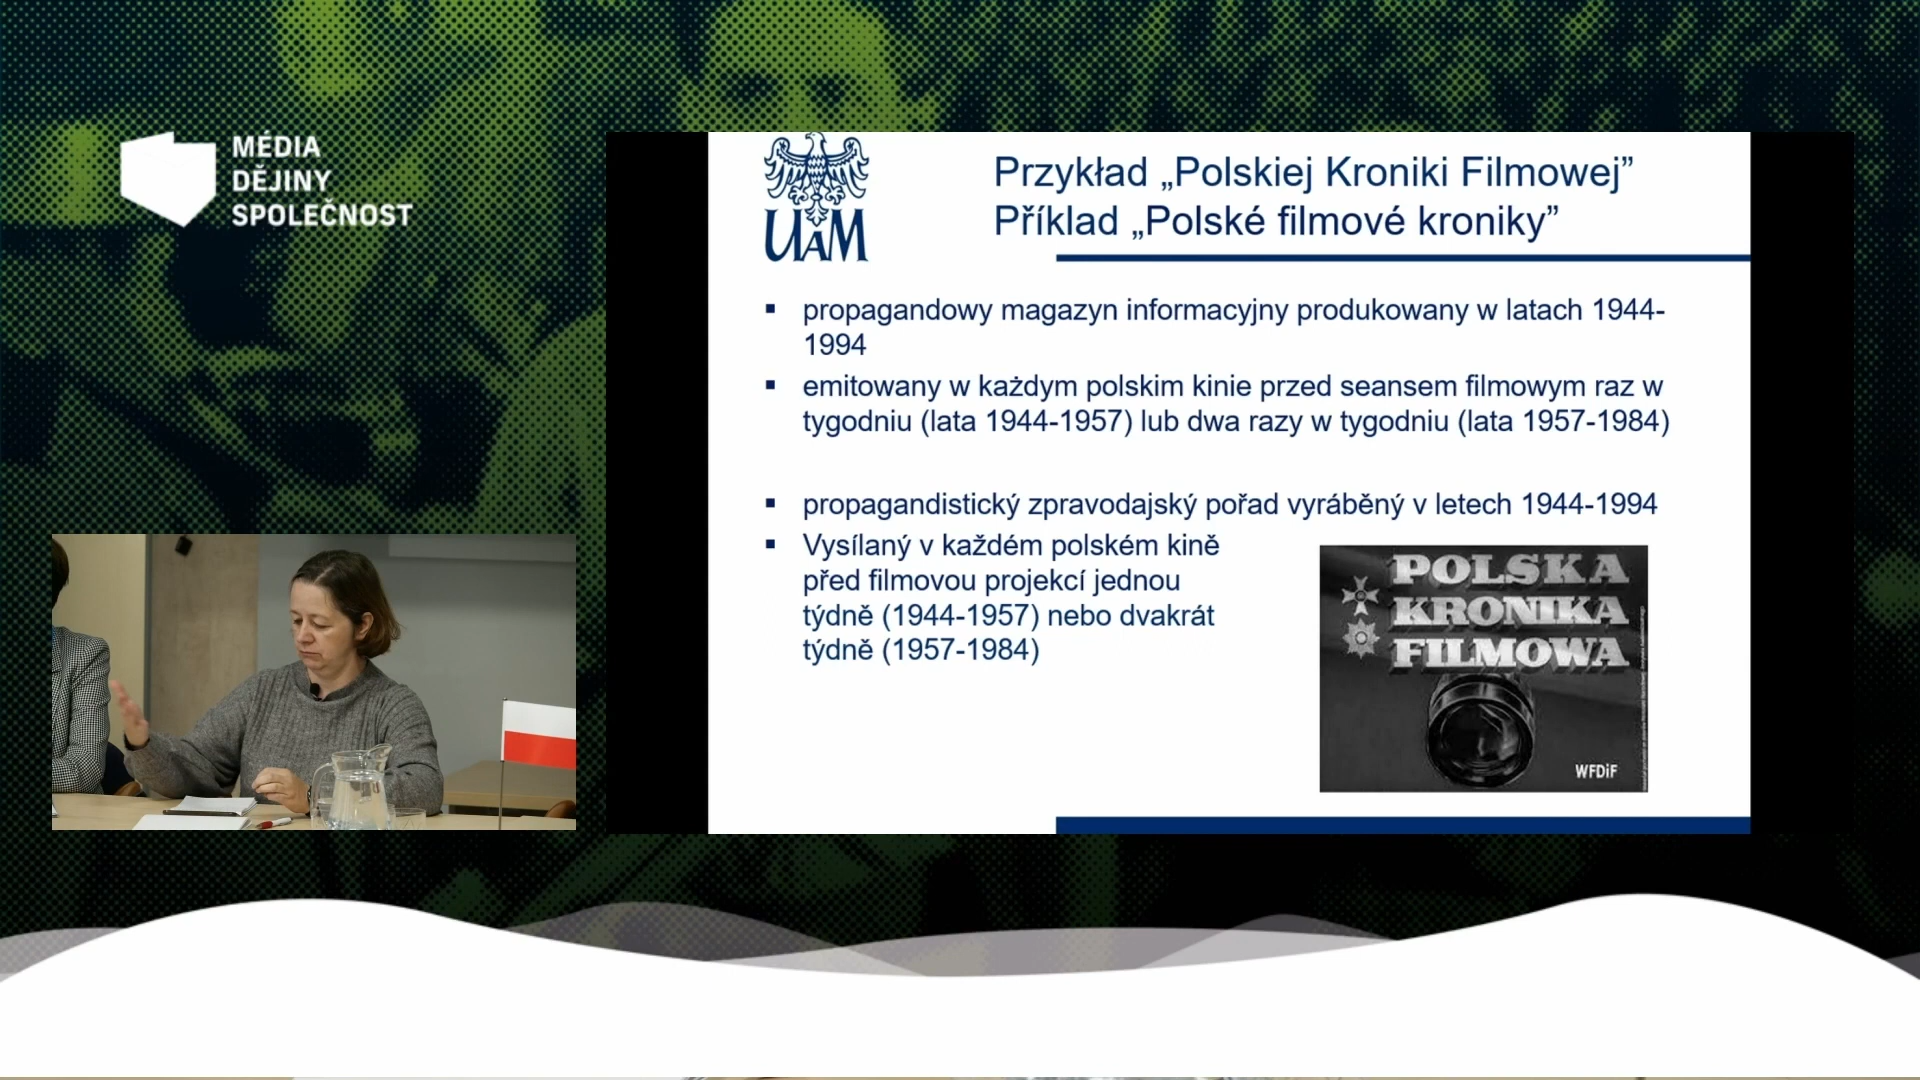 MÉDIA
DĚJINY
SPOLEČNOST
UAM
Przykład „Polskiej Kroniki Filmowej”
Příklad „Polské filmové kroniky”
▪ propagandowy magazyn informacyjny produkowany w latach 1944-
1994
▪ emitowany w każdym polskim kinie przed seansem filmowym raz w
tygodniu (lata 1944-1957) lub dwa razy w tygodniu (lata 1957-1984)
▪ propagandistický zpravodajský pořad vyráběný v letech 1944-1994
▪ Vysílaný v každém polském kině
před filmovou projekcí jednou
týdně (1944-1957) nebo dvakrát
týdně (1957-1984)
POLSKA
KRONIKA
FILMOWA
WFDiF